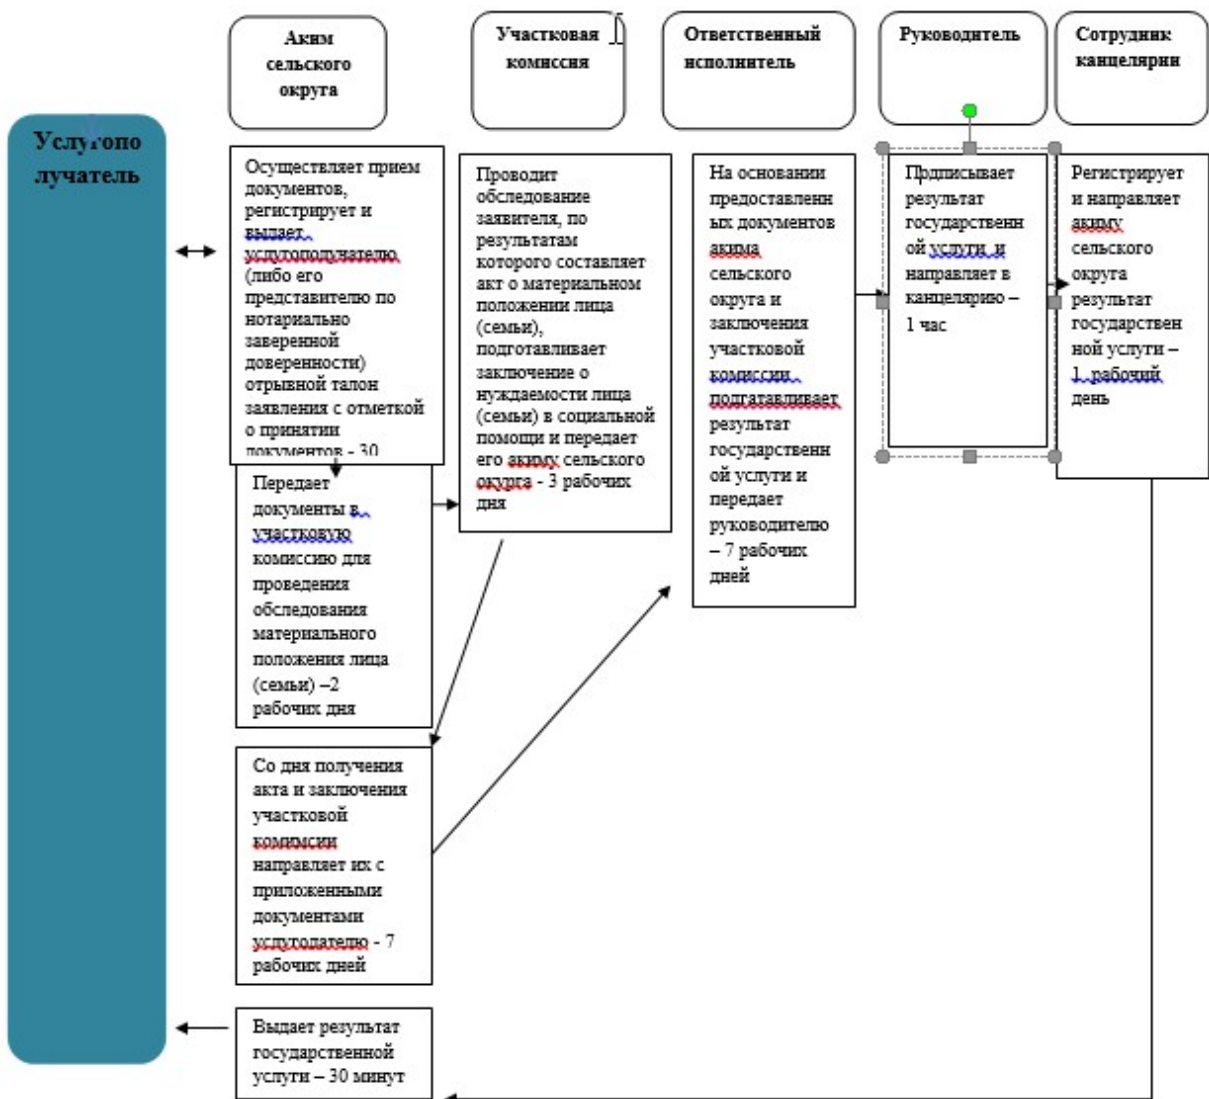 Аким
сельского
округа
Участковая
комиссия
Ответственный
исполнитель
Руководитель
Сотрудник
канцелярии
Услугопо
лучатель
Осуществляет прием
документов,
регистрирует и
выдает
услугополучателю
(либо его
представителю по
нотариально
заверенной
доверенности)
отрывной талон
заявления с отметкой
о принятии
документов - 30
Передает
документы в
участковую
комиссию для
проведения
обследования
материального
положения лица
(семьи) –2
рабочих дня
Со дня получения
акта и заключения
участковой
комимсии
направляет их с
приложенными
документами
услугодателю - 7
рабочих дней
Выдает результат
государственной
услуги – 30 минут
Проводит
обследование
заявителя, по
результатам
которого составляет
акт о материальном
положении лица
(семьи),
подготавливает
заключение о
нуждаемости лица
(семьи) в социальной
помощи и передает
его акиму сельского
окурга - 3 рабочих
дня
На основании
предоставленн
ых документов
акима
сельского
округа и
заключения
участковой
комиссии
подгатавливает
результат
государственн
ой услуги и
передает
руководителю
– 7 рабочих
дней
Прдписывает
результат
государственн
ой услуги и
направляет в
канцелярию –
1 час
Регистрирует
и направляет
акиму
сельского
округа
результат
государствен
ной услуги –
1 рабочий
день